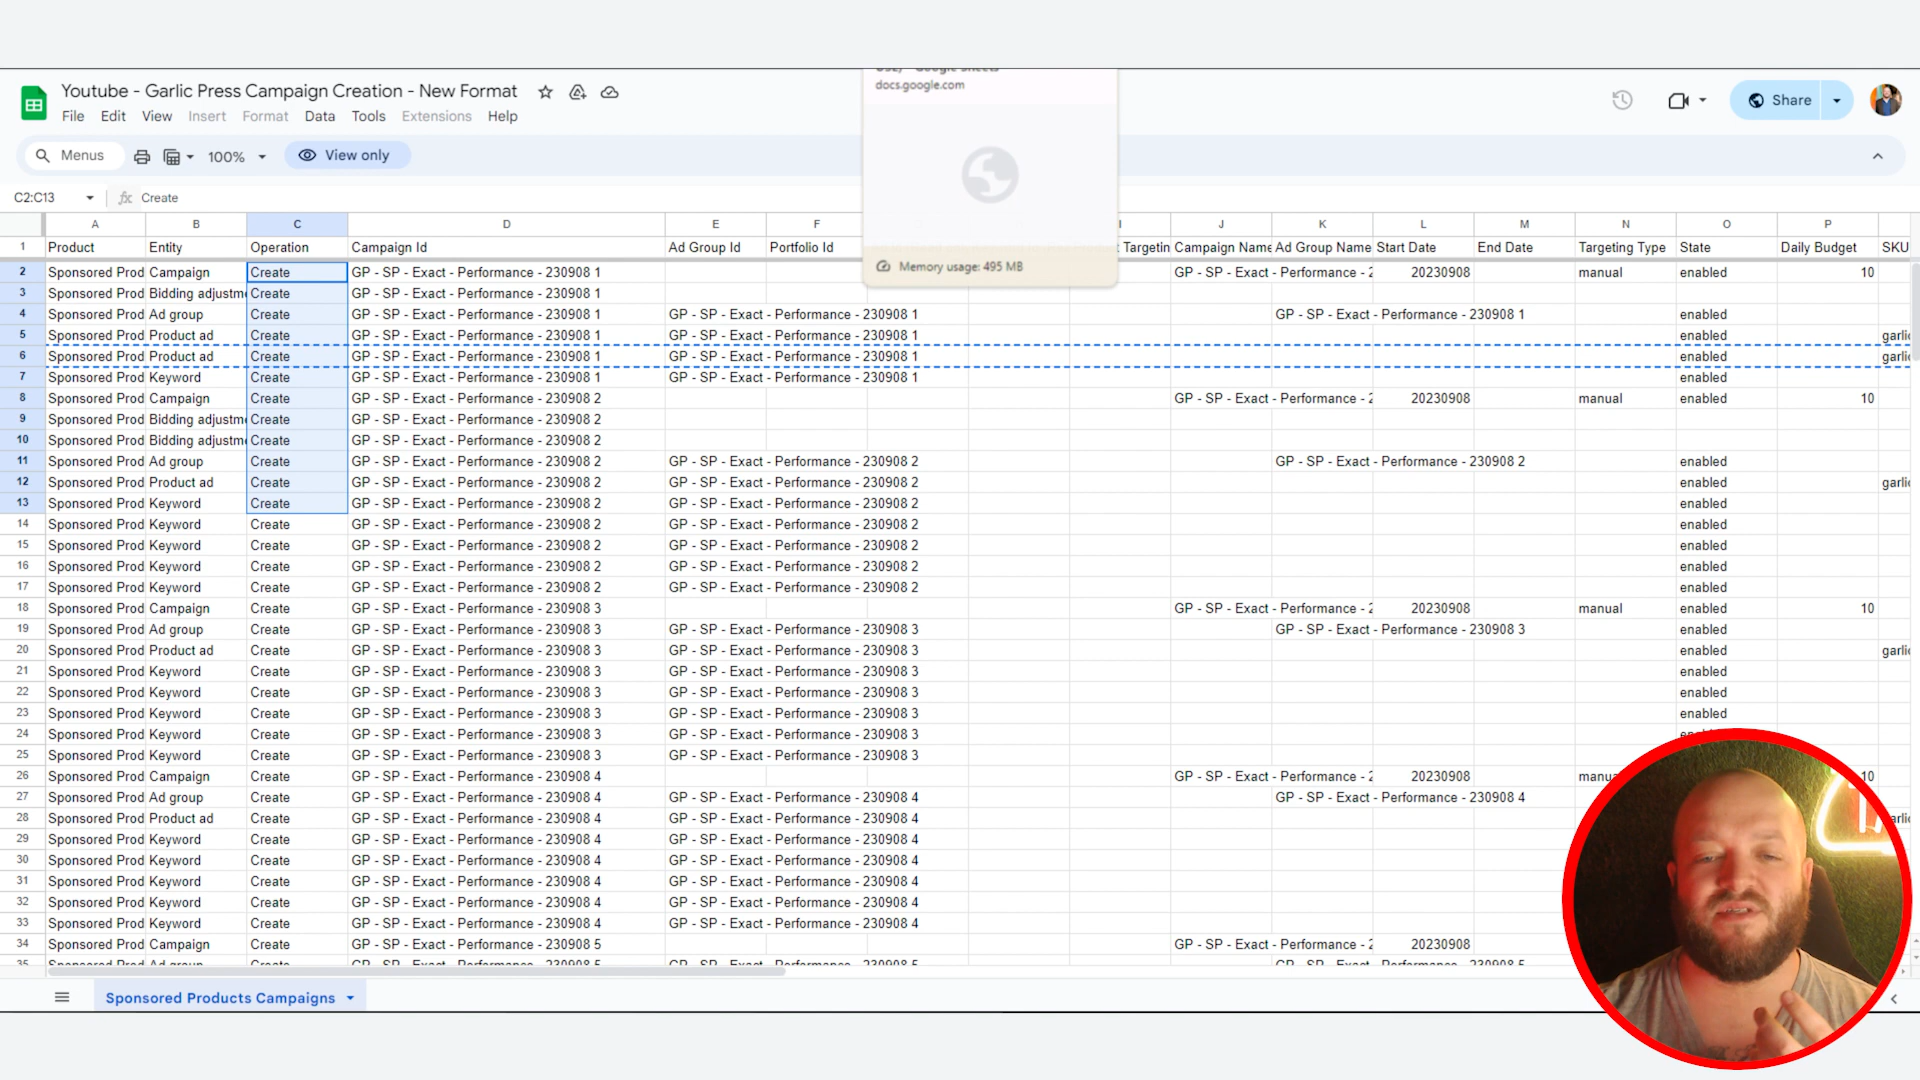 docs.google.com
Youtube - Garlic Press Campaign Creation - New Format
File Edit View Insert Format Data Tools Extensions Help
Share
Menus 100% View only
C2:C13 Create
Memory usage: 495 MB
A B C D E F I J K L M N O P
1 Product Entity Operation Campaign Id Ad Group Id Portfolio Id Campaign Name Ad Group Name Start Date End Date Targeting Type State Daily Budget SKU
2 Sponsored Prod Campaign Create GP - SP - Exact - Performance - 230908 1 GP - SP - Exact - Performance - 2 20230908 manual enabled 10
3 Sponsored Prod Bidding adjustm Create GP - SP - Exact - Performance - 230908 1
4 Sponsored Prod Ad group Create GP - SP - Exact - Performance - 230908 1 GP - SP - Exact - Performance - 230908 1 GP - SP - Exact - Performance - 230908 1 enabled
5 Sponsored Prod Product ad Create GP - SP - Exact - Performance - 230908 1 GP - SP - Exact - Performance - 230908 1 enabled garlic
6 Sponsored Prod Product ad Create GP - SP - Exact - Performance - 230908 1 GP - SP - Exact - Performance - 230908 1 enabled garlic
7 Sponsored Prod Keyword Create GP - SP - Exact - Performance - 230908 1 GP - SP - Exact - Performance - 230908 1 enabled
8 Sponsored Prod Campaign Create GP - SP - Exact - Performance - 230908 2 GP - SP - Exact - Performance - 2 20230908 manual enabled 10
9 Sponsored Prod Bidding adjustm Create GP - SP - Exact - Performance - 230908 2
10 Sponsored Prod Bidding adjustm Create GP - SP - Exact - Performance - 230908 2
11 Sponsored Prod Ad group Create GP - SP - Exact - Performance - 230908 2 GP - SP - Exact - Performance - 230908 2 GP - SP - Exact - Performance - 230908 2 enabled
12 Sponsored Prod Product ad Create GP - SP - Exact - Performance - 230908 2 GP - SP - Exact - Performance - 230908 2 enabled garlic
13 Sponsored Prod Keyword Create GP - SP - Exact - Performance - 230908 2 GP - SP - Exact - Performance - 230908 2 enabled
14 Sponsored Prod Keyword Create GP - SP - Exact - Performance - 230908 2 GP - SP - Exact - Performance - 230908 2 enabled
15 Sponsored Prod Keyword Create GP - SP - Exact - Performance - 230908 2 GP - SP - Exact - Performance - 230908 2 enabled
16 Sponsored Prod Keyword Create GP - SP - Exact - Performance - 230908 2 GP - SP - Exact - Performance - 230908 2 enabled
17 Sponsored Prod Keyword Create GP - SP - Exact - Performance - 230908 2 GP - SP - Exact - Performance - 230908 2 enabled
18 Sponsored Prod Campaign Create GP - SP - Exact - Performance - 230908 3 GP - SP - Exact - Performance - 2 20230908 manual enabled 10
19 Sponsored Prod Ad group Create GP - SP - Exact - Performance - 230908 3 GP - SP - Exact - Performance - 230908 3 GP - SP - Exact - Performance - 230908 3 enabled
20 Sponsored Prod Product ad Create GP - SP - Exact - Performance - 230908 3 GP - SP - Exact - Performance - 230908 3 enabled garlic
21 Sponsored Prod Keyword Create GP - SP - Exact - Performance - 230908 3 GP - SP - Exact - Performance - 230908 3 enabled
22 Sponsored Prod Keyword Create GP - SP - Exact - Performance - 230908 3 GP - SP - Exact - Performance - 230908 3 enabled
23 Sponsored Prod Keyword Create GP - SP - Exact - Performance - 230908 3 GP - SP - Exact - Performance - 230908 3 enabled
24 Sponsored Prod Keyword Create GP - SP - Exact - Performance - 230908 3 GP - SP - Exact - Performance - 230908 3
25 Sponsored Prod Keyword Create GP - SP - Exact - Performance - 230908 3 GP - SP - Exact - Performance - 230908 3
26 Sponsored Prod Campaign Create GP - SP - Exact - Performance - 230908 4 GP - SP - Exact - Performance - 2 20230908 manua 10
27 Sponsored Prod Ad group Create GP - SP - Exact - Performance - 230908 4 GP - SP - Exact - Performance - 230908 4 GP - SP - Exact - Performance - 230908 4
28 Sponsored Prod Product ad Create GP - SP - Exact - Performance - 230908 4 GP - SP - Exact - Performance - 230908 4
29 Sponsored Prod Keyword Create GP - SP - Exact - Performance - 230908 4 GP - SP - Exact - Performance - 230908 4
30 Sponsored Prod Keyword Create GP - SP - Exact - Performance - 230908 4 GP - SP - Exact - Performance - 230908 4
31 Sponsored Prod Keyword Create GP - SP - Exact - Performance - 230908 4 GP - SP - Exact - Performance - 230908 4
32 Sponsored Prod Keyword Create GP - SP - Exact - Performance - 230908 4 GP - SP - Exact - Performance - 230908 4
33 Sponsored Prod Keyword Create GP - SP - Exact - Performance - 230908 4 GP - SP - Exact - Performance - 230908 4
34 Sponsored Prod Campaign Create GP - SP - Exact - Performance - 230908 5 GP - SP - Exact - Performance - 2 20230908
Sponsored Products Campaigns